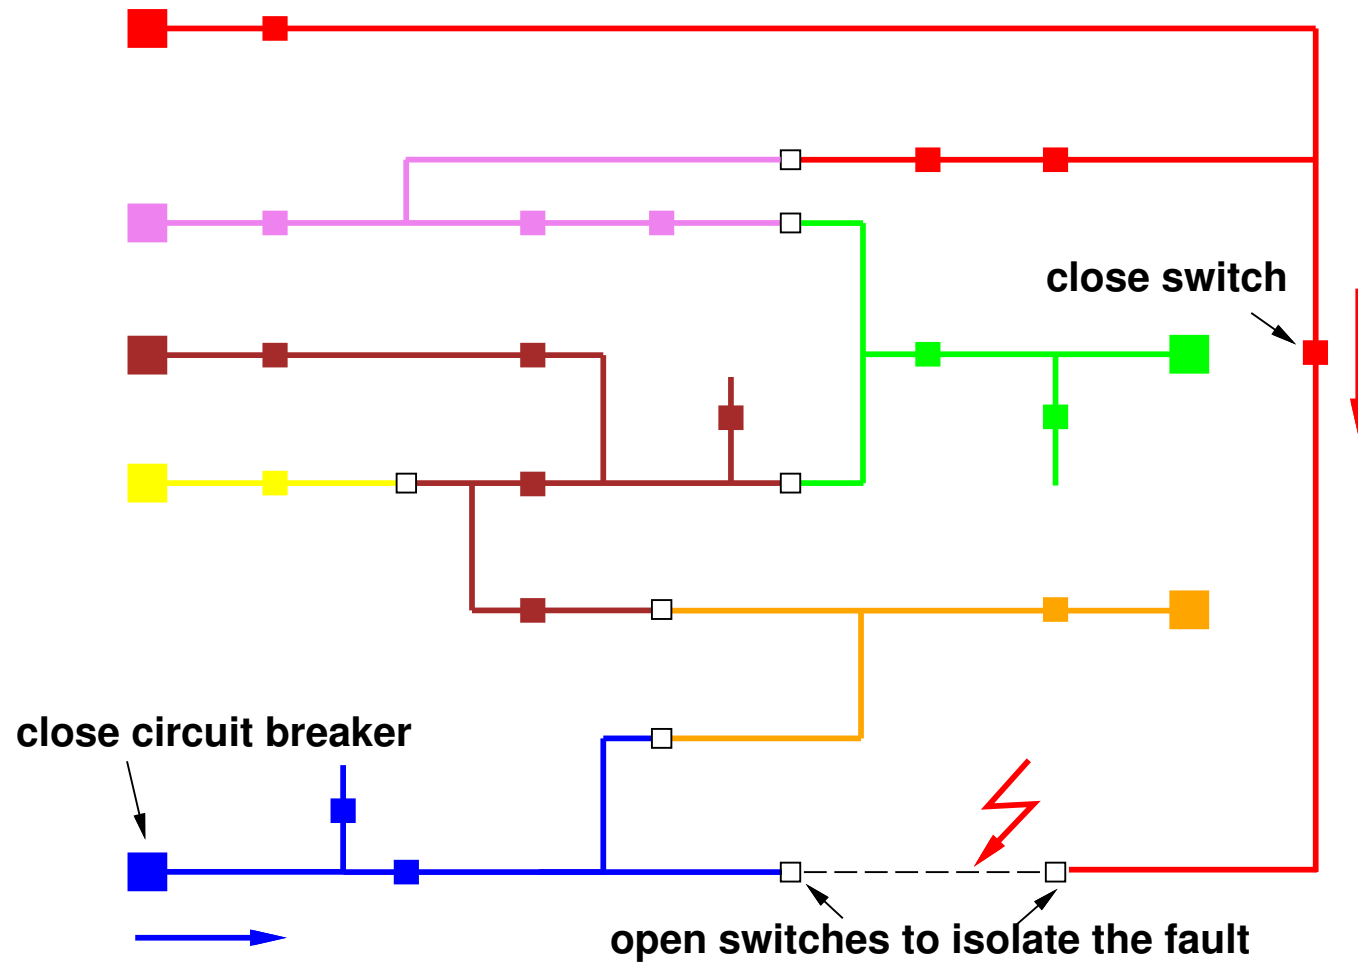 close switch
close circuit breaker
open switches to isolate the fault